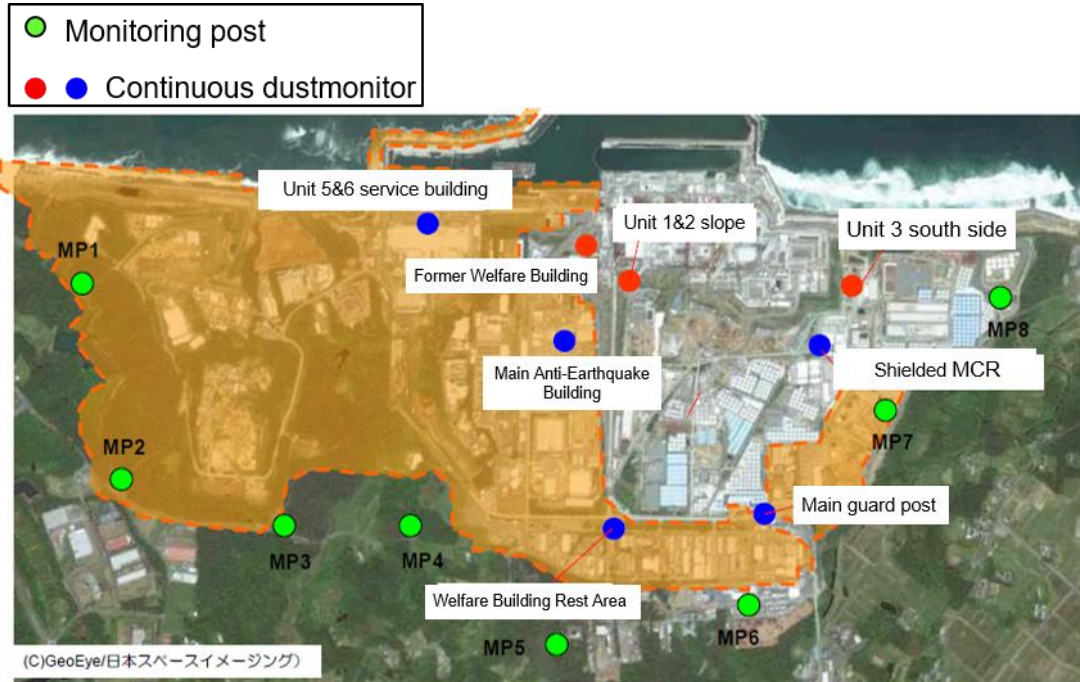 Monitoring post
Continuous dustmonitor
Unit 5&6 service building
Unit 1&2 slope
Unit 3 south side
MP1
Former Welfare Building
MP8
Main Anti-Earthquake
Building
Shielded MCR
MP7
MP2
Main guard post
MP3
MP4
Welfare Building Rest Area
MP6
MP5
(C)GeoEye/日本スペースイメージング)